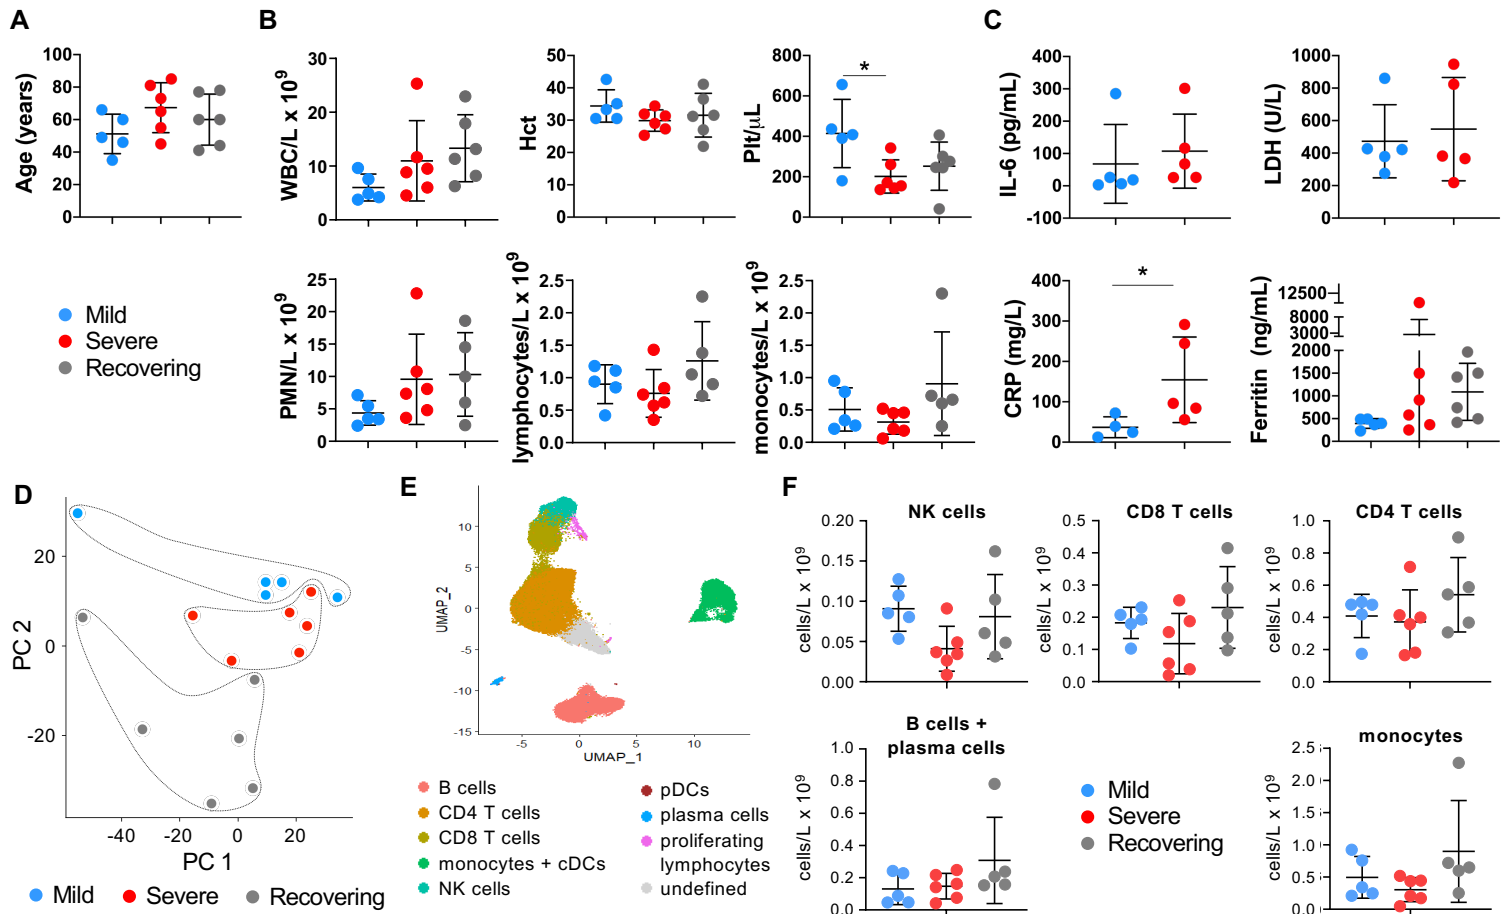 A
B
C
Age (years)
100
80
60
40
20
0
WBC/L x 10⁹
30
20
10
0
Hct
50
40
30
20
10
0
Plt/µL
800
600
400
200
0
*
IL-6 (pg/mL)
400
300
200
100
0
-100
LDH (U/L)
1000
800
600
400
200
0
Mild
Severe
Recovering
PMN/L x 10⁹
25
20
15
10
5
0
lymphocytes/L x 10⁹
2.5
2.0
1.5
1.0
0.5
0.0
monocytes/L x 10⁹
2.5
2.0
1.5
1.0
0.5
0.0
CRP (mg/L)
400
300
200
100
0
*
Ferritin (ng/mL)
12500
8000
3000
2000
1500
1000
500
0
D
E
F
PC 2
20
0
-20
-40
-20
0
20
PC 1
Mild
Severe
Recovering
UMAP_2
10
5
0
-5
-10
-15
-5
0
5
10
UMAP_1
B cells
CD4 T cells
CD8 T cells
monocytes + cDCs
NK cells
pDCs
plasma cells
proliferating
lymphocytes
undefined
NK cells
cells/L x 10⁹
0.20
0.15
0.10
0.05
0.00
CD8 T cells
cells/L x 10⁹
0.5
0.4
0.3
0.2
0.1
0.0
CD4 T cells
cells/L x 10⁹
1.0
0.8
0.6
0.4
0.2
0.0
B cells +
plasma cells
cells/L x 10⁹
1.0
0.8
0.6
0.4
0.2
0.0
Mild
Severe
Recovering
monocytes
cells/L x 10⁹
2.5
2.0
1.5
1.0
0.5
0.0